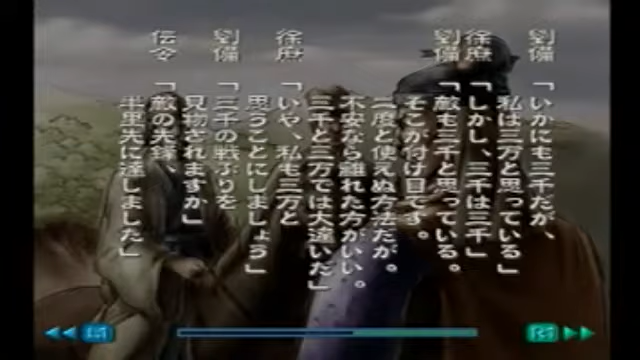 劉備「いかにも三千だが、
私は三万と思っている」
徐庶「しかし、三千は三千」
劉備「敵も三千と思っている。
そこが付け目です。
二度と使えぬ方法だが。
不安なら離れた方がいい。
三千と三万では大違いだ」
徐庶「いや、私も三万と
思うことにしましょう」
劉備「三千の戦ぶりを
見物されますか」
伝令「敵の先鋒、
半里先に達しました」
L1
R1